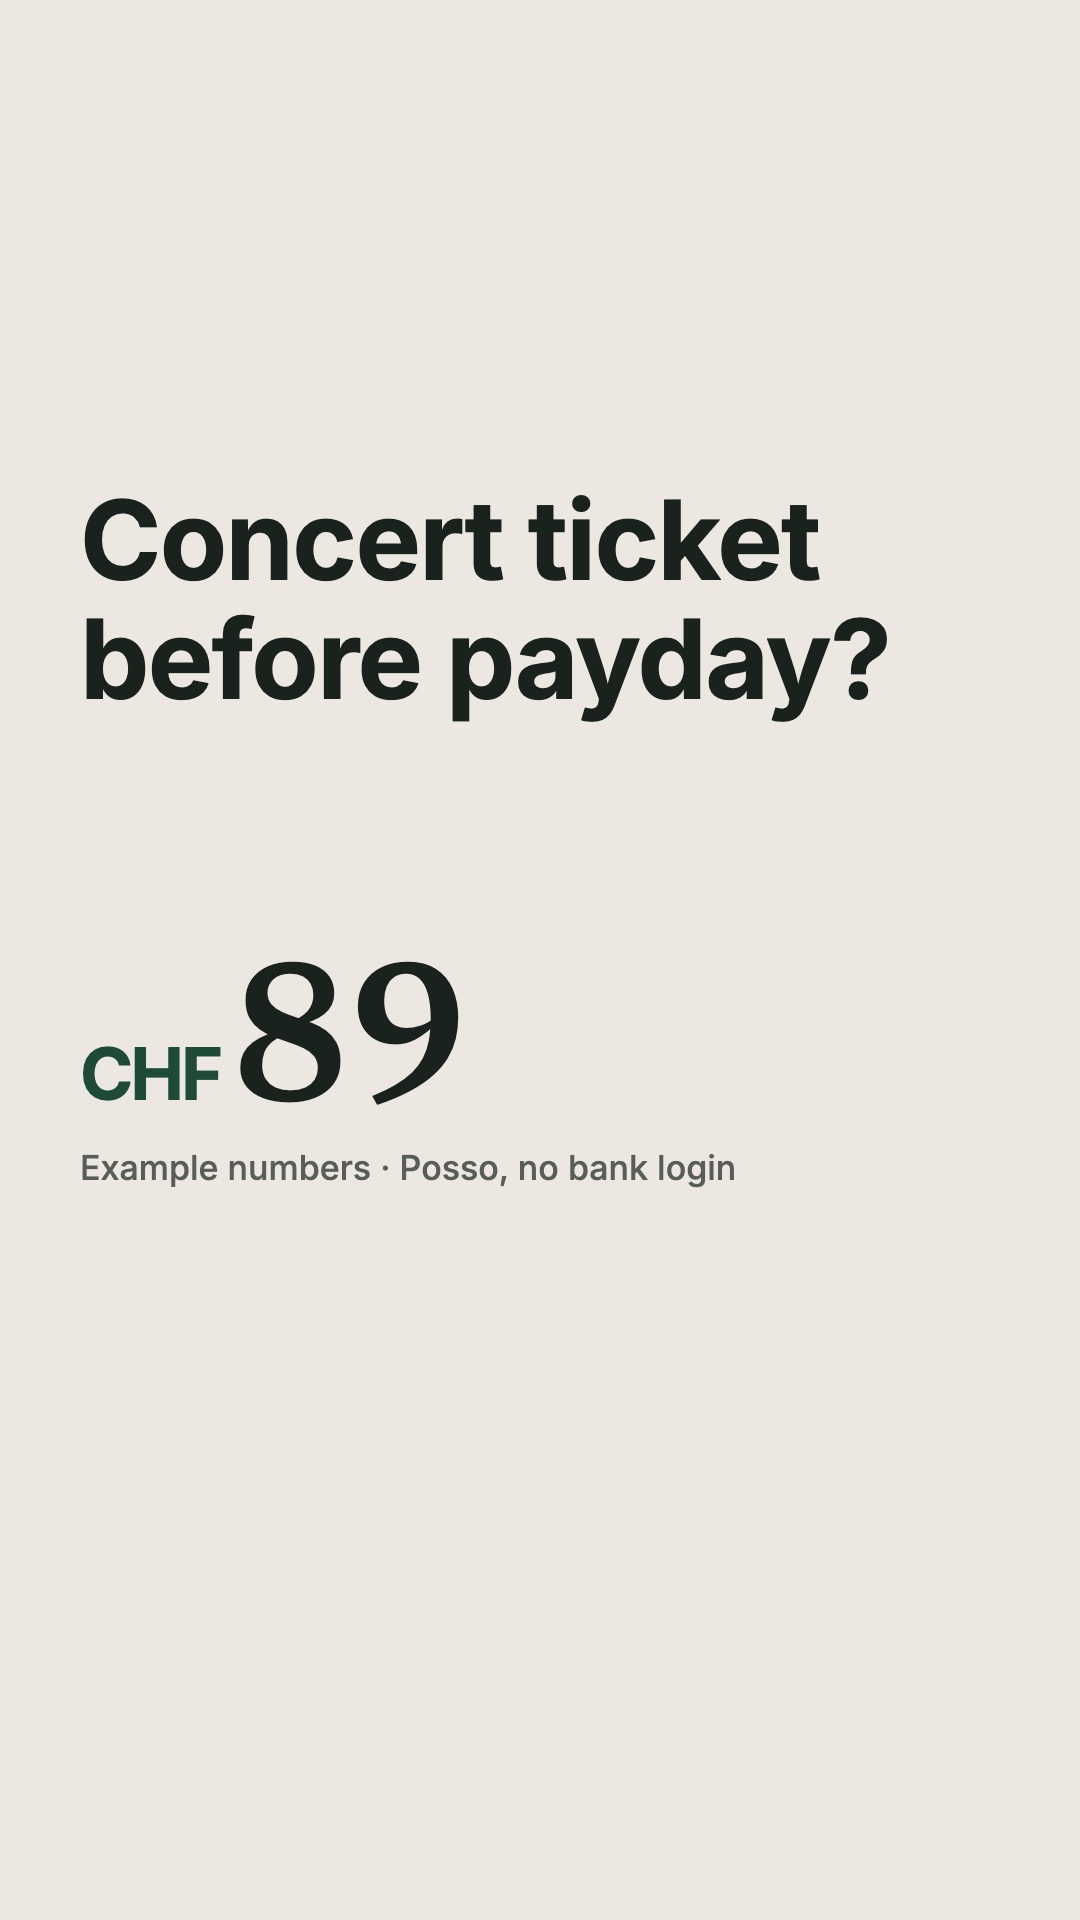 Concert ticket
before payday?
CHF 89
Example numbers · Posso, no bank login